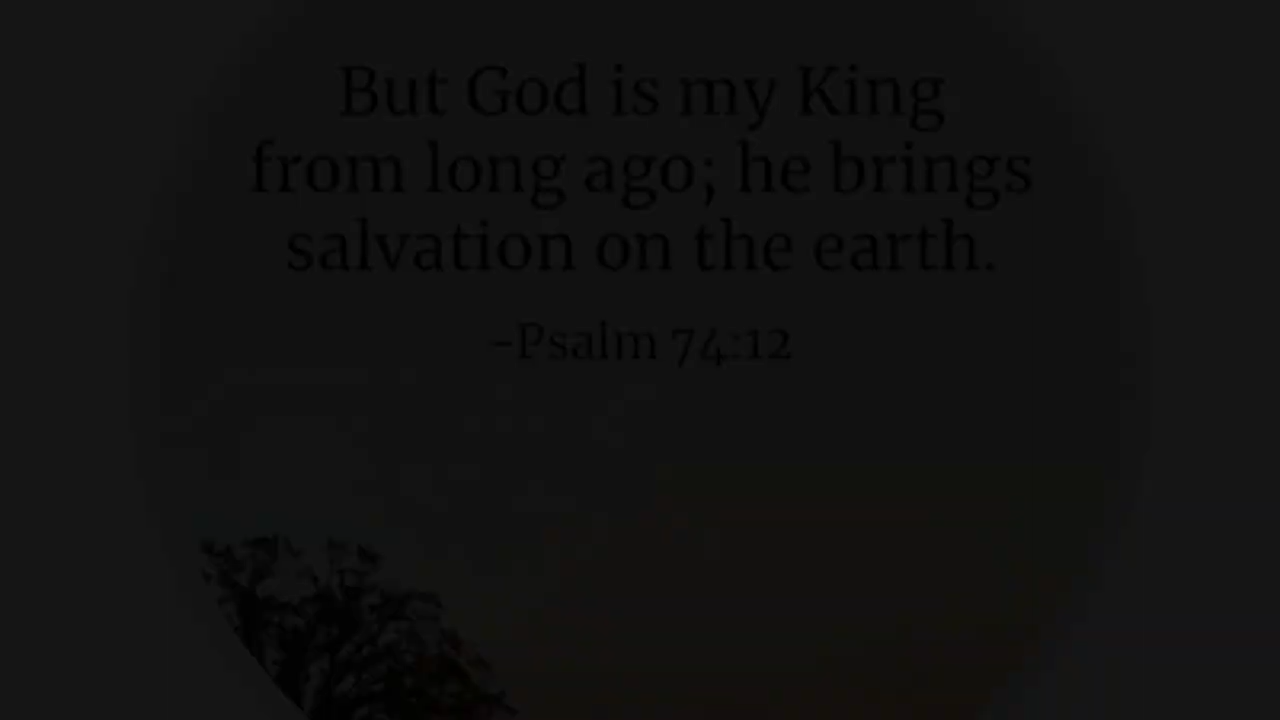 But God is my King
from long ago; he brings
salvation on the earth.
–Psalm 74:12